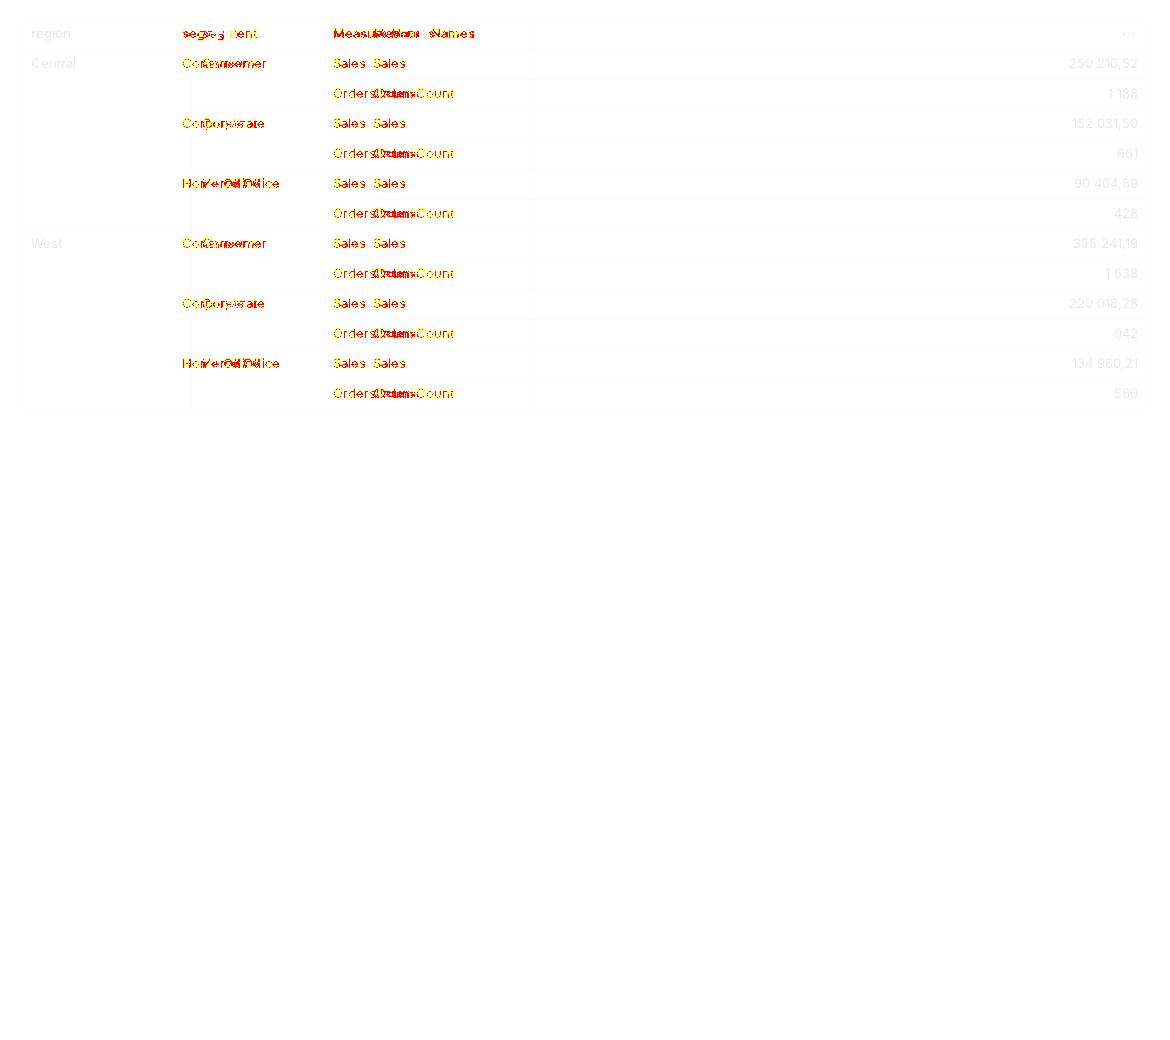 region segment Measure Names ...
Central Consumer Sales 250 210,52
Orders Count 1 188
Corporate Sales 152 031,50
Orders Count 661
Home Office Sales 90 404,89
Orders Count 428
West Consumer Sales 355 241,19
Orders Count 1 638
Corporate Sales 220 018,28
Orders Count 942
Home Office Sales 134 960,21
Orders Count 560